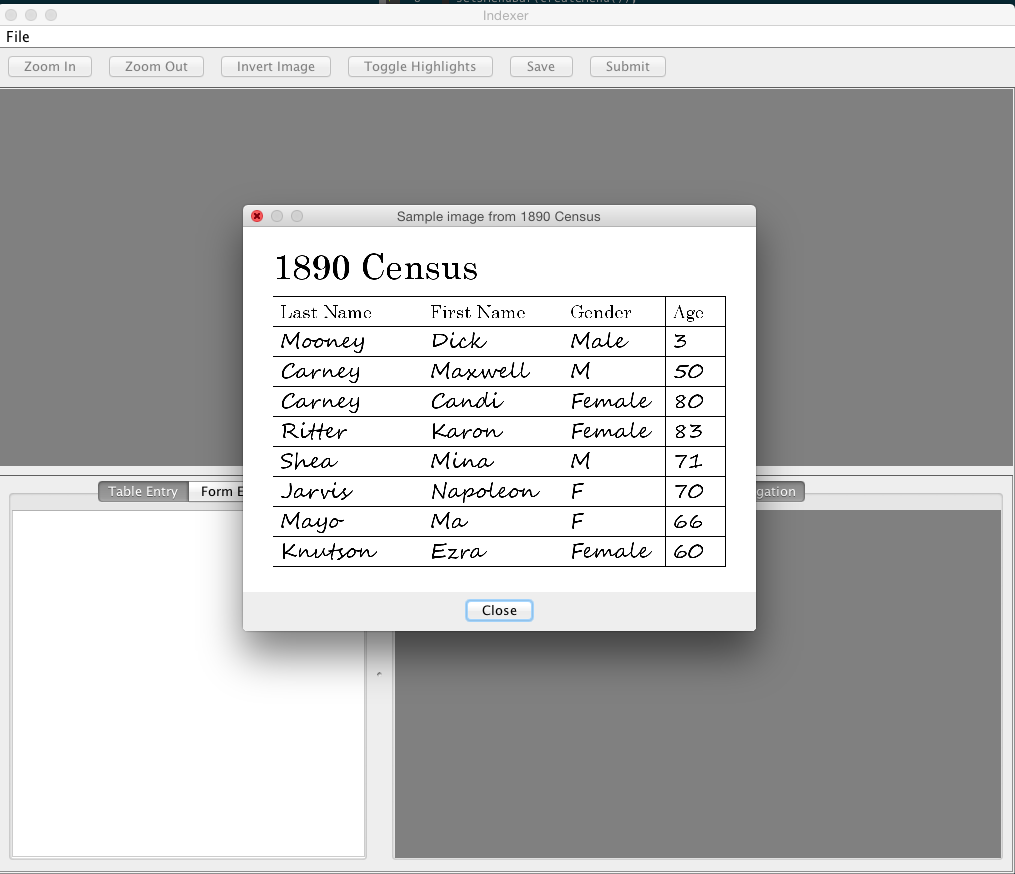 setJMenuBar(createMenu());
Indexer
File
Zoom In Zoom Out Invert Image Toggle Highlights Save Submit
Sample image from 1890 Census
1890 Census
Last Name First Name Gender Age
Mooney Dick Male 3
Carney Maxwell M 50
Carney Candi Female 80
Ritter Karon Female 83
Shea Mina M 71
Jarvis Napoleon F 70
Mayo Ma F 66
Knutson Ezra Female 60
Table Entry Form E gation
Close